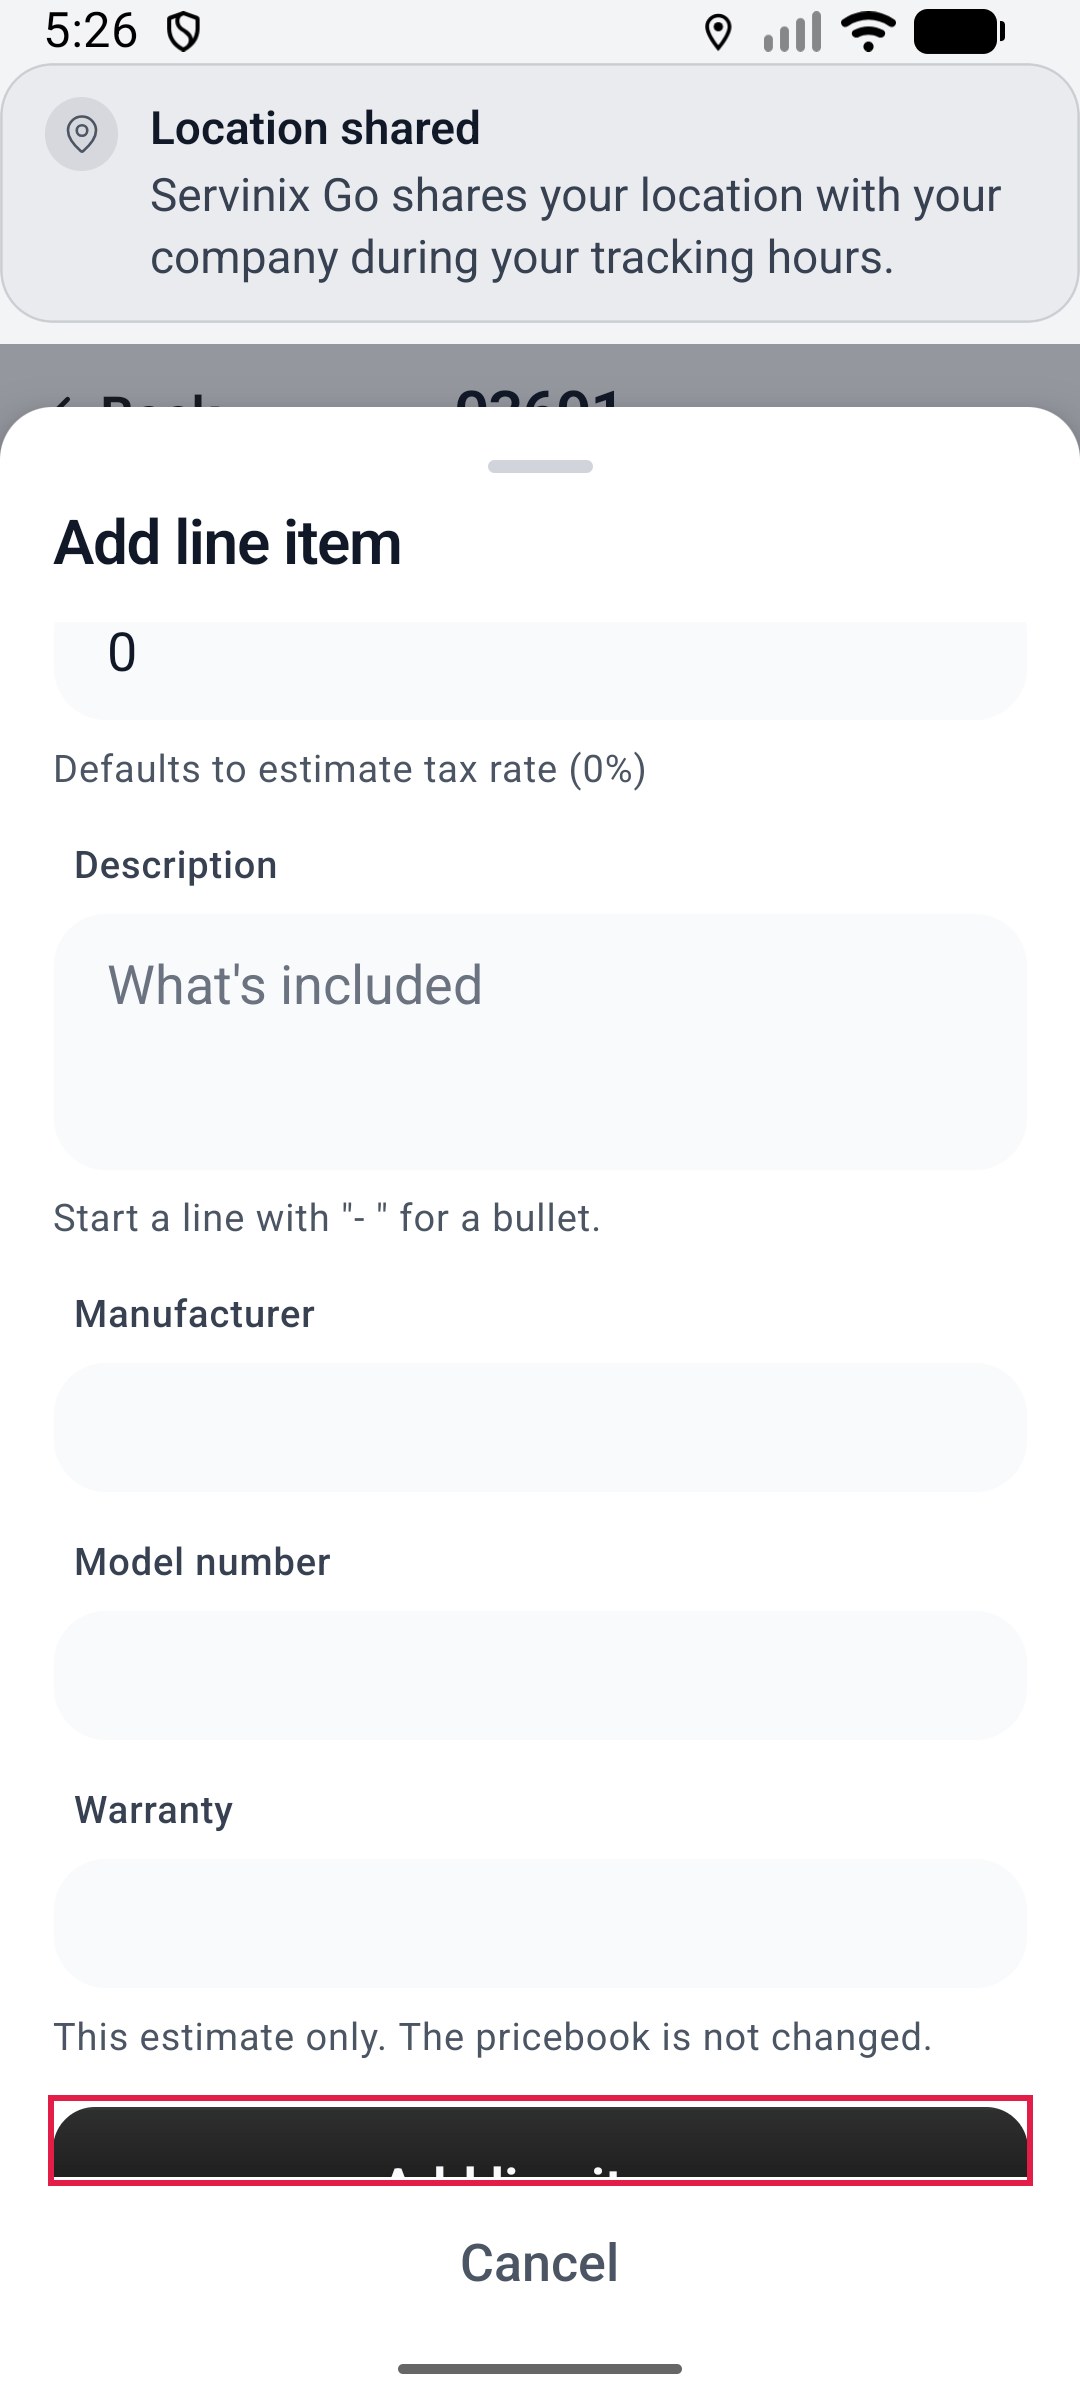 5:26
Location shared
Servinix Go shares your location with your
company during your tracking hours.
Add line item
0
Defaults to estimate tax rate (0%)
Description
What's included
Start a line with "- " for a bullet.
Manufacturer
Model number
Warranty
This estimate only. The pricebook is not changed.
Cancel